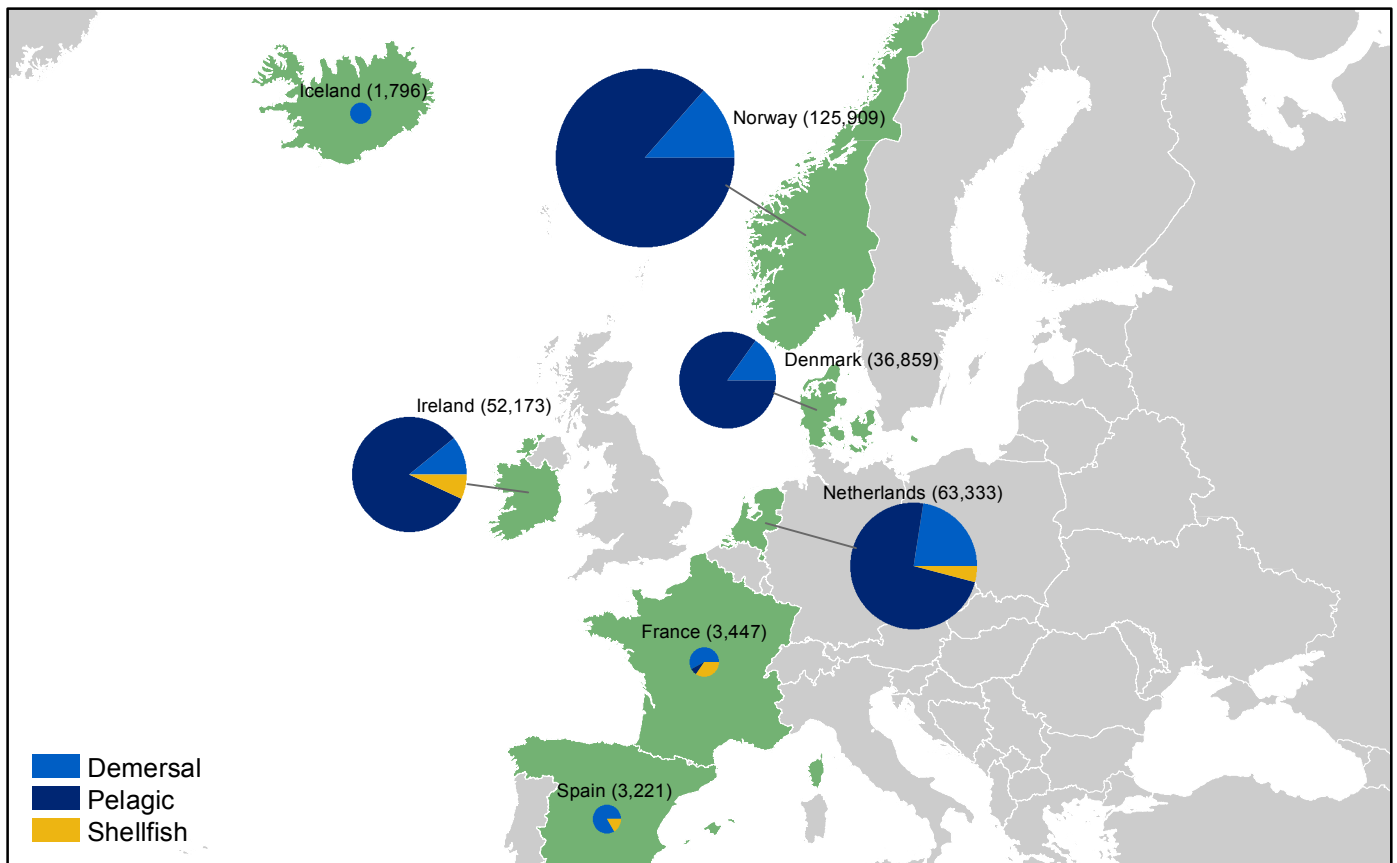 Iceland (1,796)
Norway (125,909)
Denmark (36,859)
Ireland (52,173)
Netherlands (63,333)
France (3,447)
Spain (3,221)
Demersal
Pelagic
Shellfish